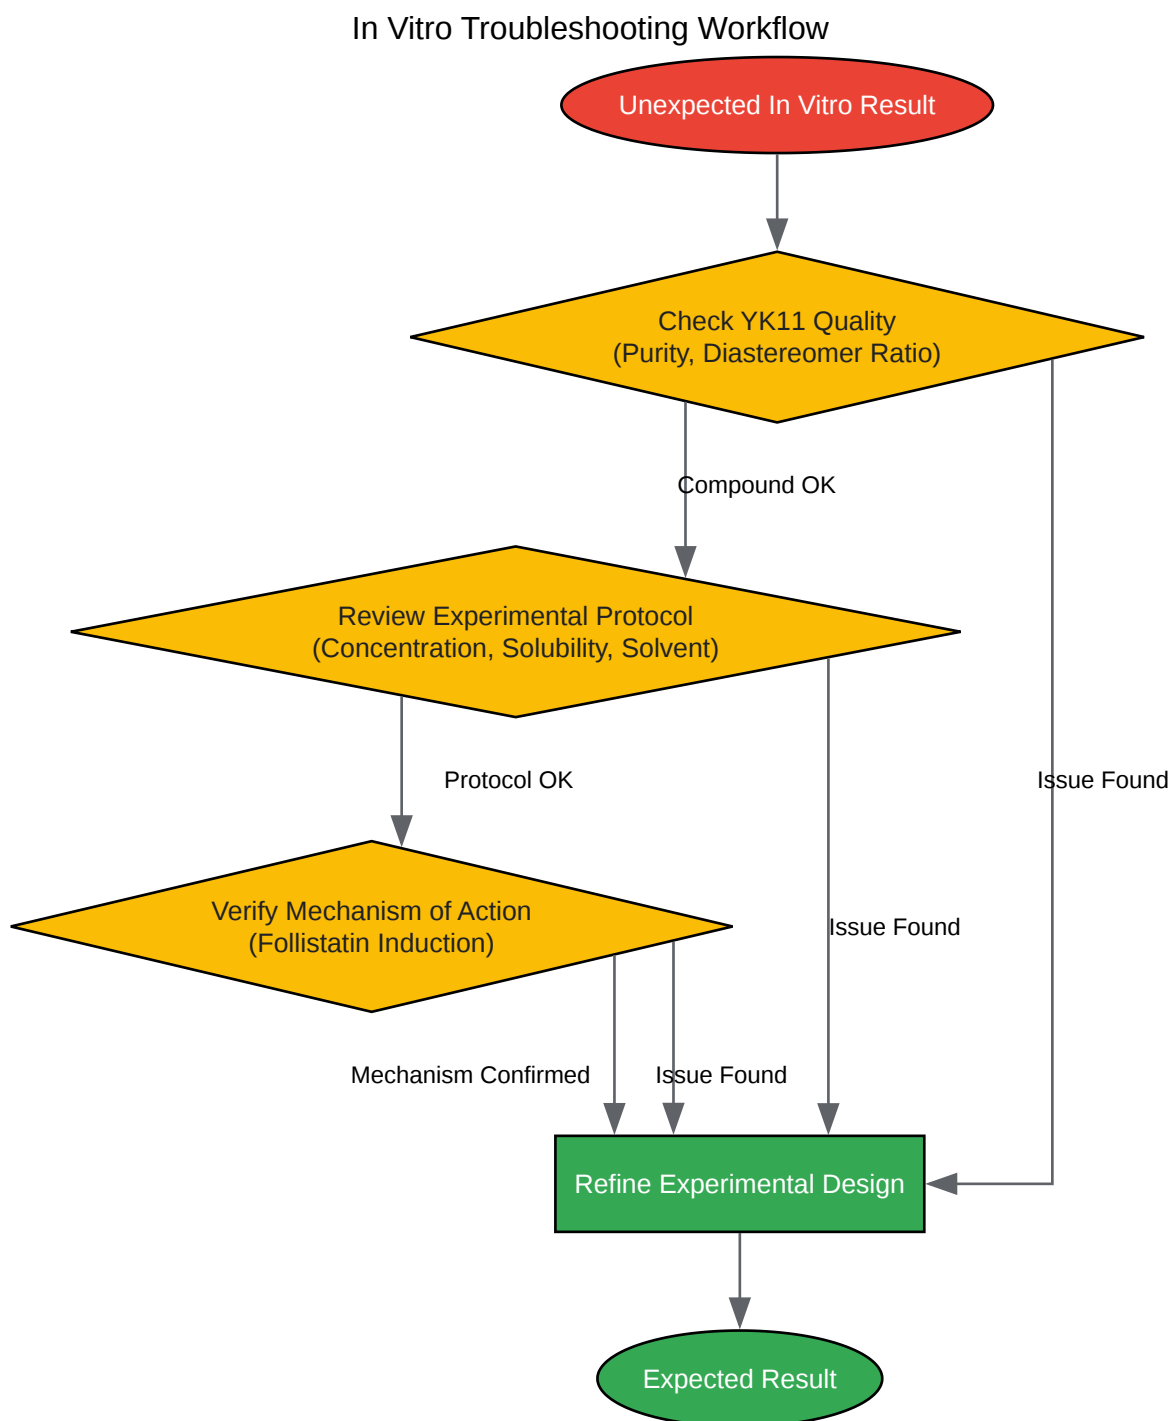 In Vitro Troubleshooting Workflow
Unexpected In Vitro Result
Check YK11 Quality
(Purity, Diastereomer Ratio)
Compound OK
Review Experimental Protocol
(Concentration, Solubility, Solvent)
Protocol OK
Issue Found
Verify Mechanism of Action
(Follistatin Induction)
Issue Found
Mechanism Confirmed
Issue Found
Refine Experimental Design
Expected Result